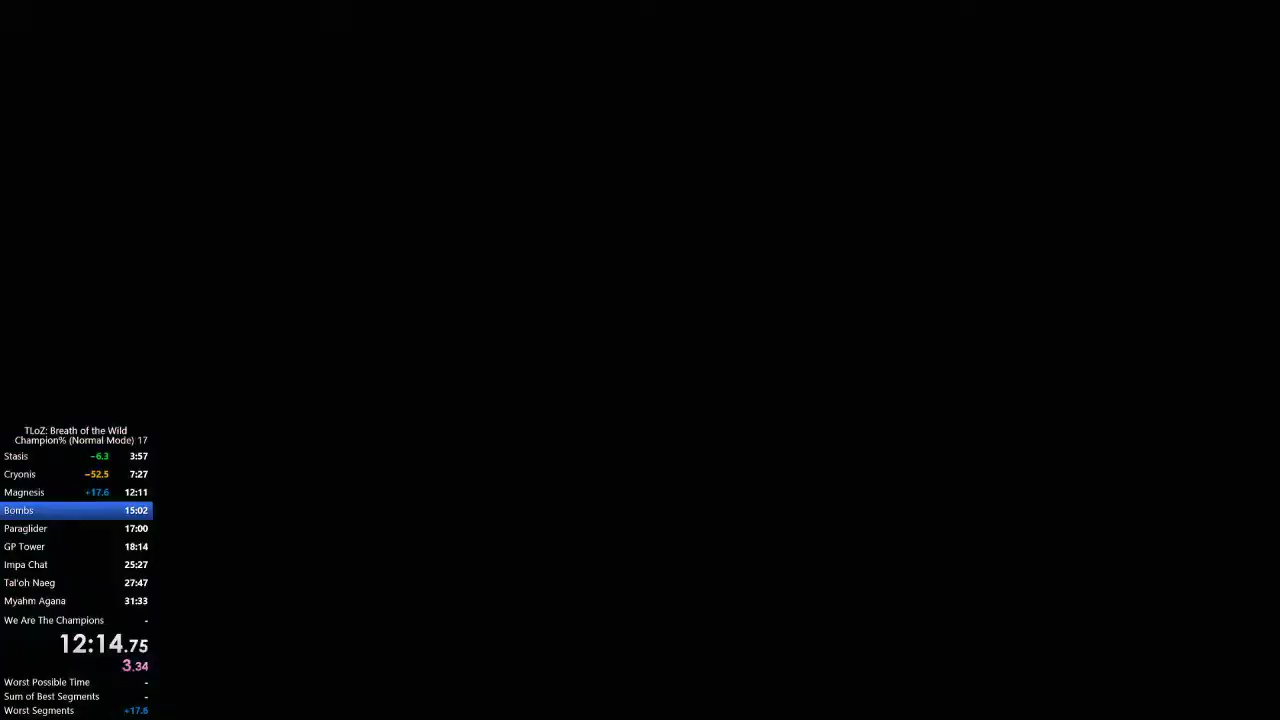 TLoZ: Breath of the Wild
Champion% (Normal Mode) 17
Stasis -6.3 3:57
Cryonis -52.5 7:27
Magnesis +17.6 12:11
Bombs 15:02
Paraglider 17:00
GP Tower 18:14
Impa Chat 25:27
Tal'oh Naeg 27:47
Myahm Agana 31:33
We Are The Champions -
12:14.75
3.34
Worst Possible Time -
Sum of Best Segments -
Worst Segments +17.6